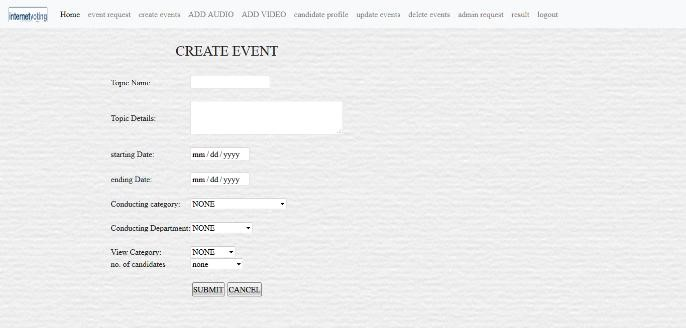 internetvoting Home event request create events ADD AUDIO ADD VIDEO candidate profile update events delete events admin request result logout
CREATE EVENT
Topic Name
Topic Details:
starting Date: mm / dd / yyyy
ending Date: mm / dd / yyyy
Conducting category: NONE
Conducting Department: NONE
View Category: NONE
no. of candidates none
SUBMIT CANCEL